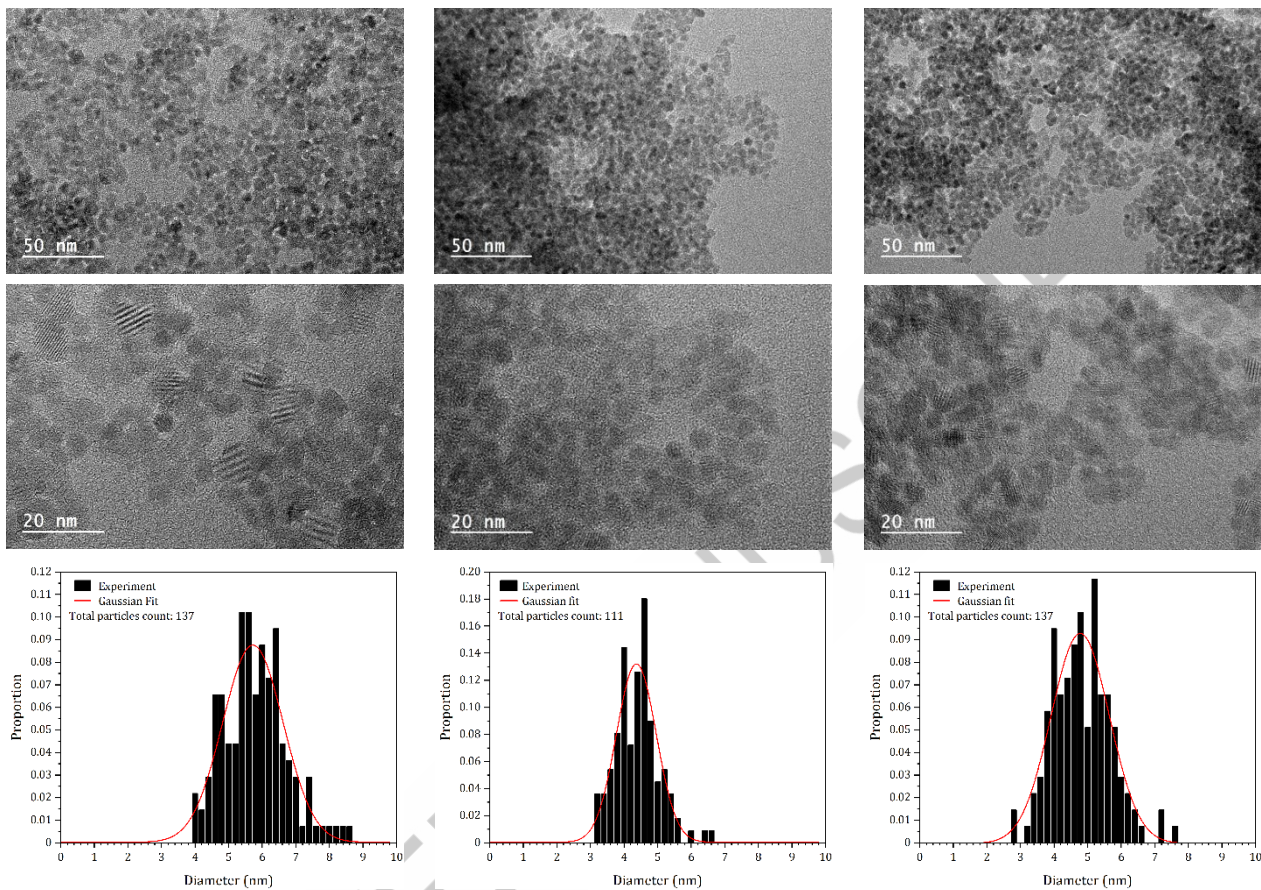 50 nm
50 nm
50 nm
20 nm
20 nm
20 nm
0.12
0.11
0.10
0.09
0.08
0.07
0.06
0.05
0.04
0.03
0.02
0.01
0
Proportion
Experiment
Gaussian Fit
Total particles count: 137
0 1 2 3 4 5 6 7 8 9 10
Diameter (nm)
0.20
0.18
0.16
0.14
0.12
0.10
0.08
0.06
0.04
0.02
0
Proportion
Experiment
Gaussian fit
Total particles count: 111
0 1 2 3 4 5 6 7 8 9 10
Diameter (nm)
0.12
0.11
0.10
0.09
0.08
0.07
0.06
0.05
0.04
0.03
0.02
0.01
0
Proportion
Experiment
Gaussian fit
Total particles count: 137
0 1 2 3 4 5 6 7 8 9 10
Diameter (nm)